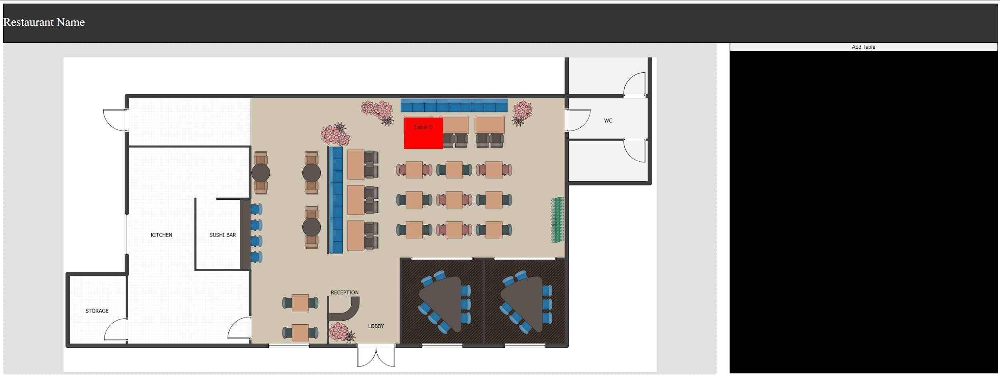 Restaurant Name
Add Table
WC
Table 0
KITCHEN
SUSHI BAR
RECEPTION
STORAGE
LOBBY